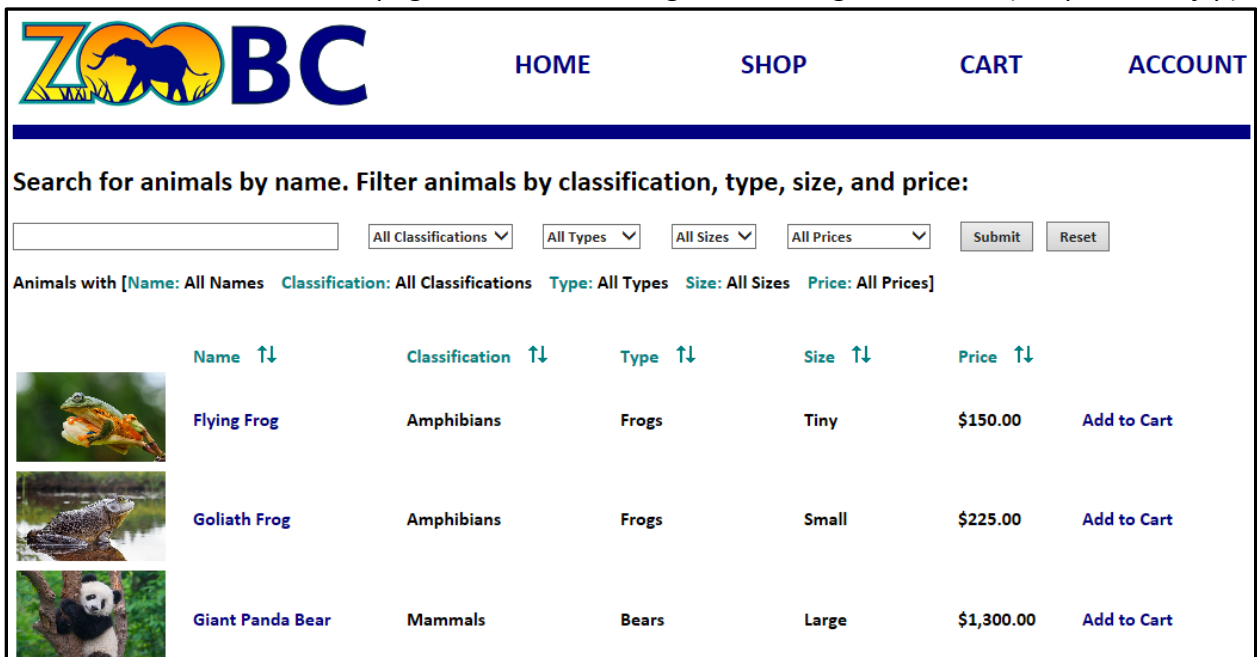 ZOOBC HOME SHOP CART ACCOUNT
Search for animals by name. Filter animals by classification, type, size, and price:
All Classifications All Types All Sizes All Prices Submit Reset
Animals with [Name: All Names Classification: All Classifications Type: All Types Size: All Sizes Price: All Prices]
Name ↑↓ Classification ↑↓ Type ↑↓ Size ↑↓ Price ↑↓
Flying Frog Amphibians Frogs Tiny $150.00 Add to Cart
Goliath Frog Amphibians Frogs Small $225.00 Add to Cart
Giant Panda Bear Mammals Bears Large $1,300.00 Add to Cart